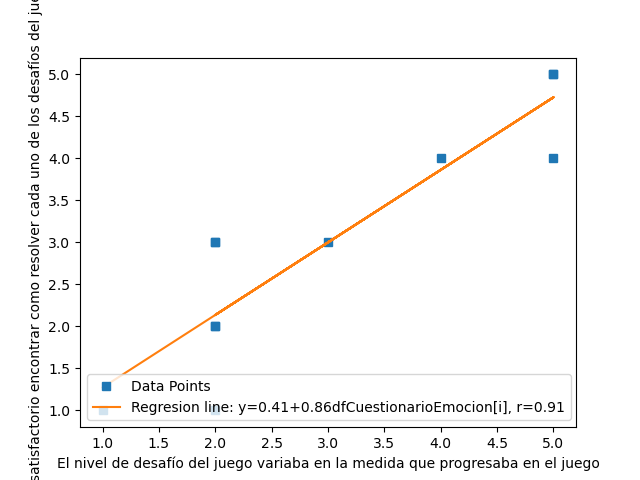 satisfactorio encontrar como resolver cada uno de los desafíos del
5.0
4.5
4.0
3.5
3.0
2.5
2.0
1.5
1.0
Data Points
Regresion line: y=0.41+0.86dfCuestionarioEmocion[i], r=0.91
1.0 1.5 2.0 2.5 3.0 3.5 4.0 4.5 5.0
El nivel de desafío del juego variaba en la medida que progresaba en el juego